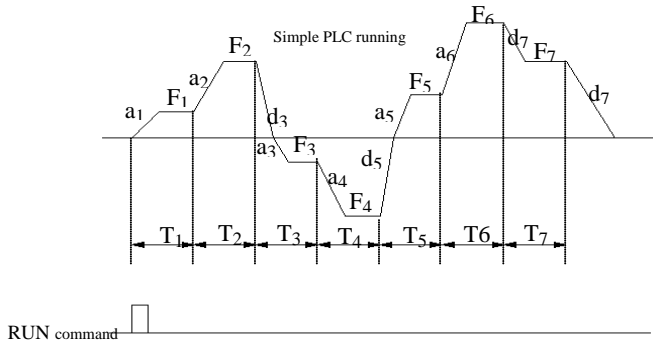 Simple PLC running
a1 F1 a2 F2 d3 a3 F3 a4 F4 d5 a5 F5 a6 F6 d7 F7 d7
T1 T2 T3 T4 T5 T6 T7
RUN command